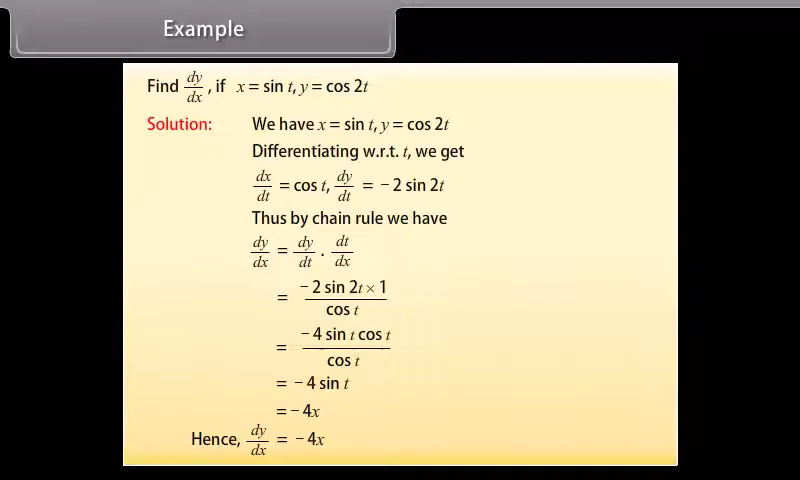 Example
Find dy/dx, if x = sin t, y = cos 2t
Solution: We have x = sin t, y = cos 2t
Differentiating w.r.t. t, we get
dx/dt = cos t, dy/dt = − 2 sin 2t
Thus by chain rule we have
dy/dx = dy/dt . dt/dx
= − 2 sin 2t × 1 / cos t
= − 4 sin t cos t / cos t
= − 4 sin t
= − 4x
Hence, dy/dx = − 4x